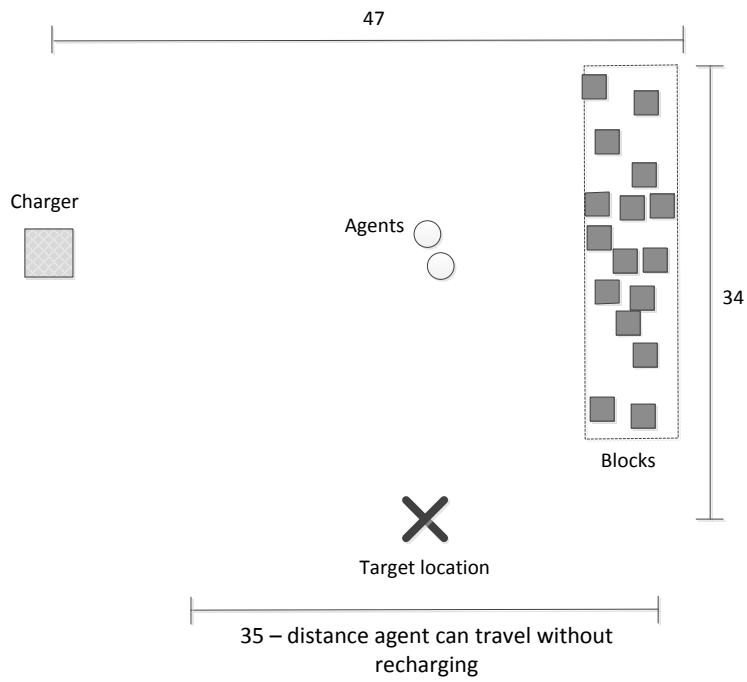 47
Charger
Agents
34
Blocks
Target location
35 – distance agent can travel without
recharging